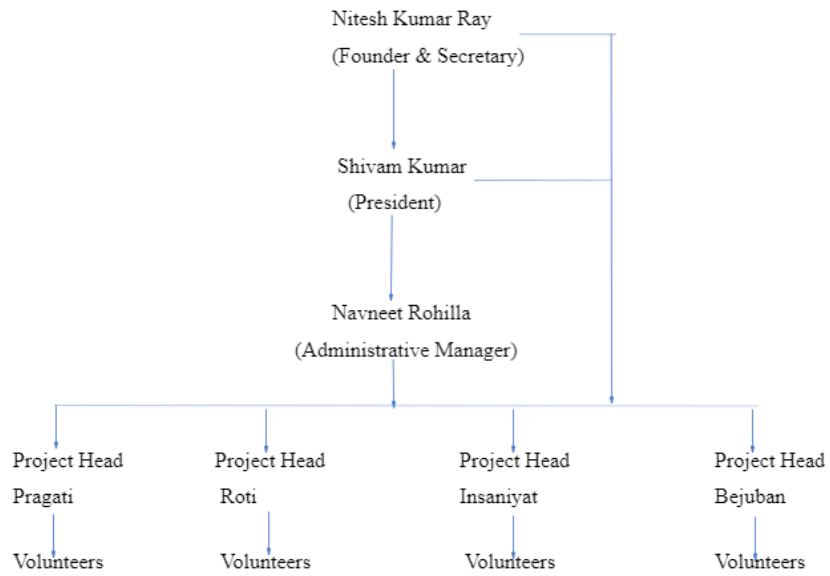 Nitesh Kumar Ray
(Founder & Secretary)
Shivam Kumar
(President)
Navneet Rohilla
(Administrative Manager)
Project Head Project Head Project Head Project Head
Pragati Roti Insaniyat Bejuban
Volunteers Volunteers Volunteers Volunteers